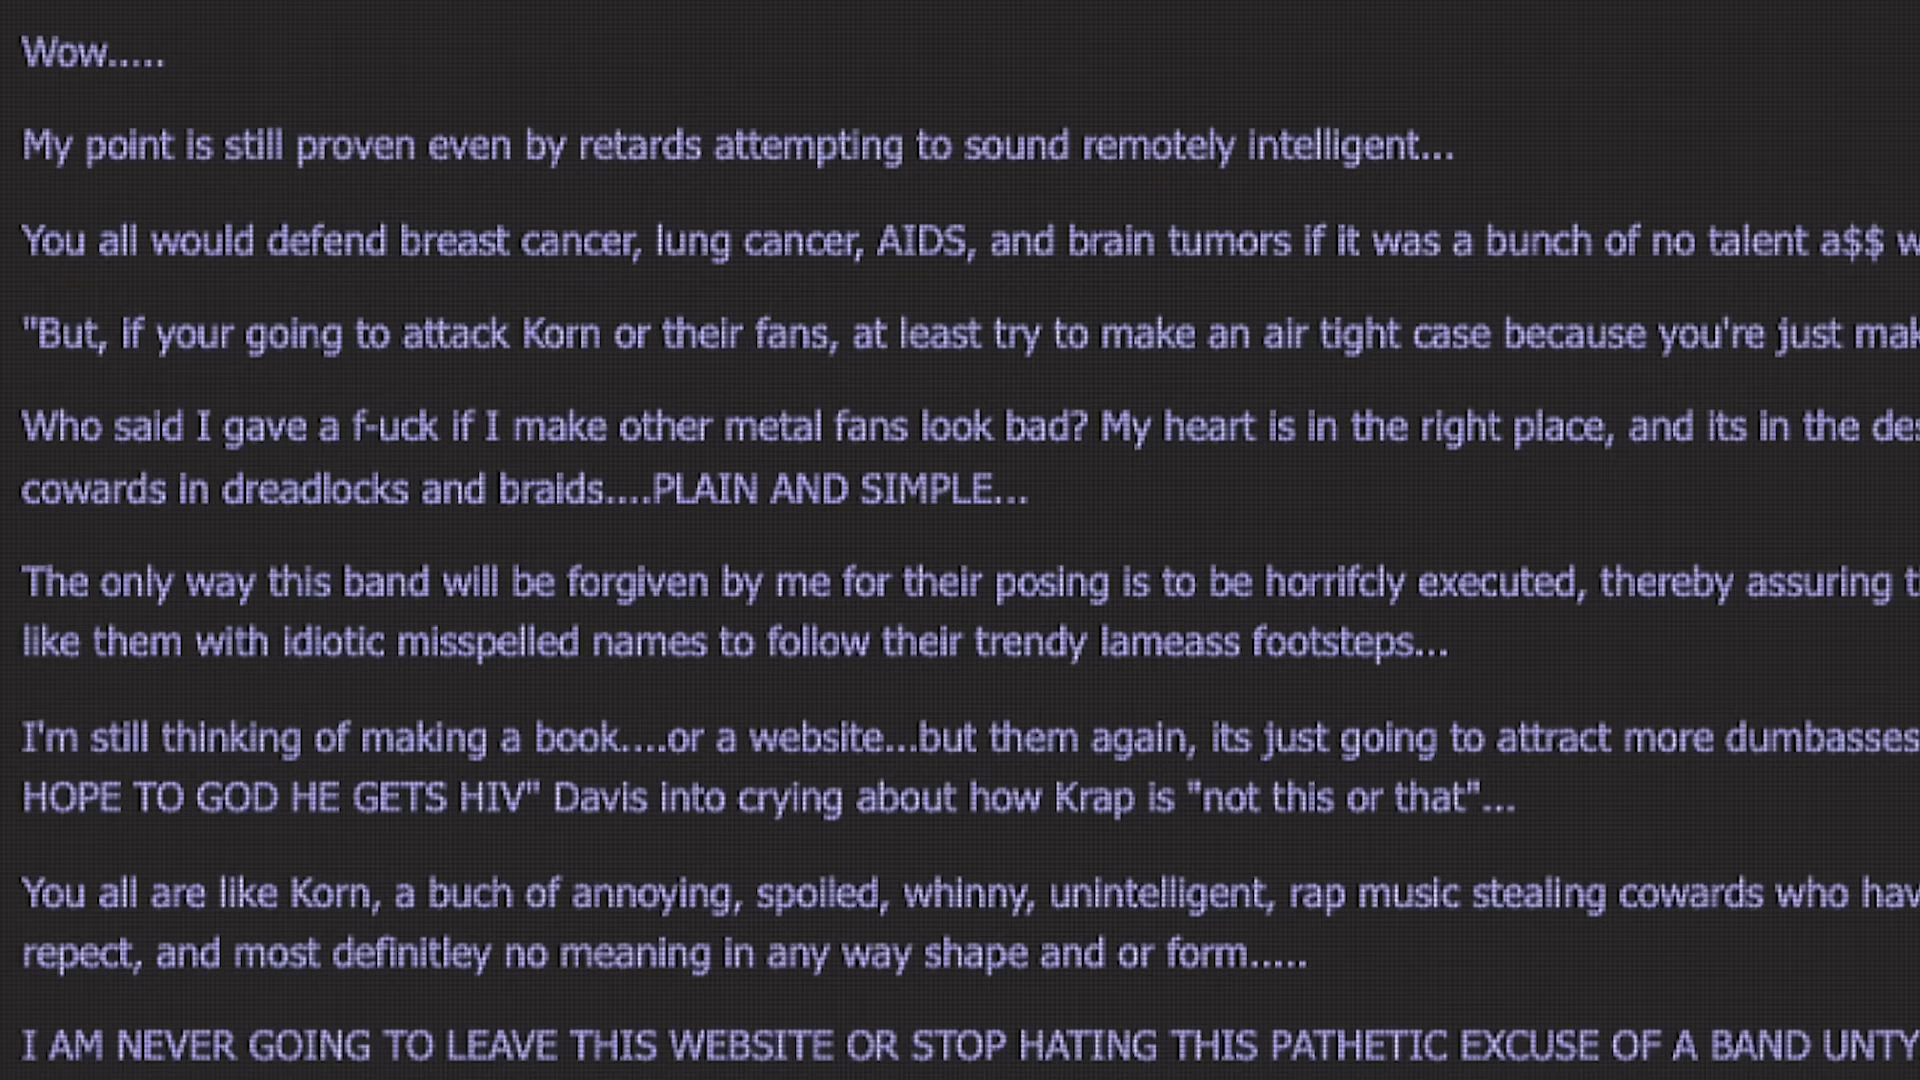 Wow.....
My point is still proven even by retards attempting to sound remotely intelligent...
You all would defend breast cancer, lung cancer, AIDS, and brain tumors if it was a bunch of no talent a$$
"But, if your going to attack Korn or their fans, at least try to make an air tight case because you're just
Who said I gave a f-uck if I make other metal fans look bad? My heart is in the right place, and its in the
cowards in dreadlocks and braids....PLAIN AND SIMPLE...
The only way this band will be forgiven by me for their posing is to be horrifcly executed, thereby assuring
like them with idiotic misspelled names to follow their trendy lameass footsteps...
I'm still thinking of making a book....or a website...but them again, its just going to attract more dumbasses
HOPE TO GOD HE GETS HIV" Davis into crying about how Krap is "not this or that"...
You all are like Korn, a buch of annoying, spoiled, whinny, unintelligent, rap music stealing cowards who
repect, and most definitley no meaning in any way shape and or form.....
I AM NEVER GOING TO LEAVE THIS WEBSITE OR STOP HATING THIS PATHETIC EXCUSE OF A BAND